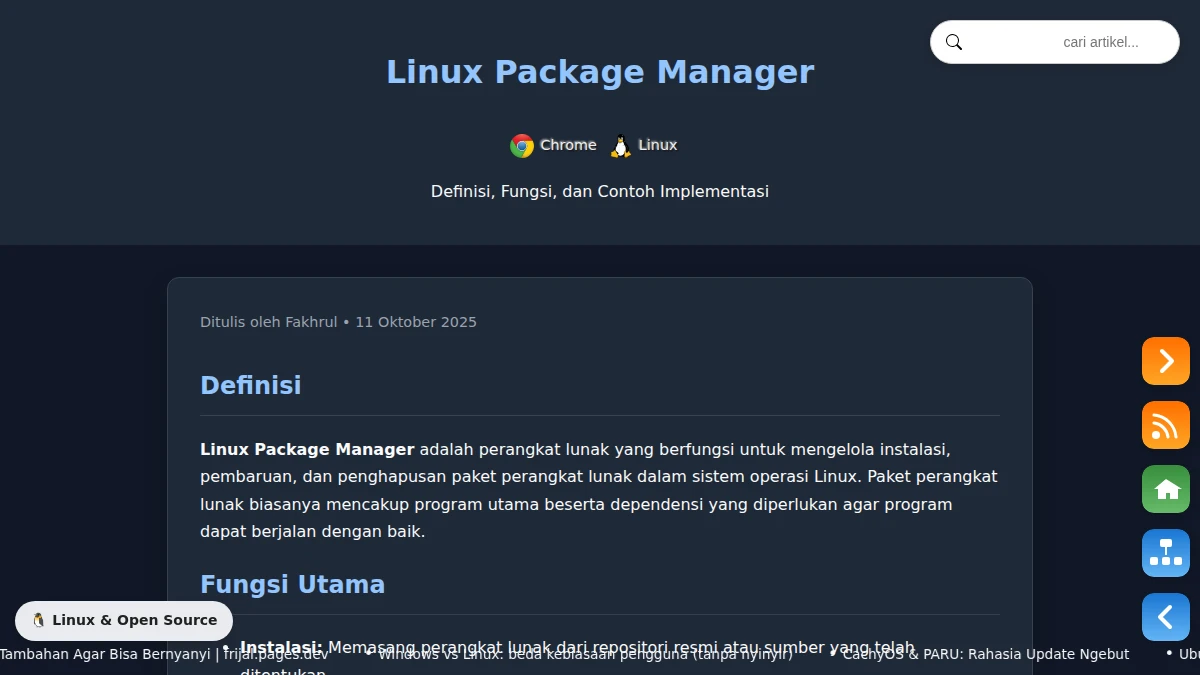 cari artikel...
Linux Package Manager
Chrome Linux
Definisi, Fungsi, dan Contoh Implementasi
Ditulis oleh Fakhrul • 11 Oktober 2025
Definisi
Linux Package Manager adalah perangkat lunak yang berfungsi untuk mengelola instalasi,
pembaruan, dan penghapusan paket perangkat lunak dalam sistem operasi Linux. Paket perangkat
lunak biasanya mencakup program utama beserta dependensi yang diperlukan agar program
dapat berjalan dengan baik.
Fungsi Utama
🐧 Linux & Open Source
• Instalasi: Memasang perangkat lunak dari repositori resmi atau sumber yang telah
ditentukan.
Tambahan Agar Bisa Bernyanyi | frijal.pages.dev • Windows vs Linux: beda kebiasaan pengguna (tanpa nyinyir) • CachyOS & PARU: Rahasia Update Ngebut • Ubu